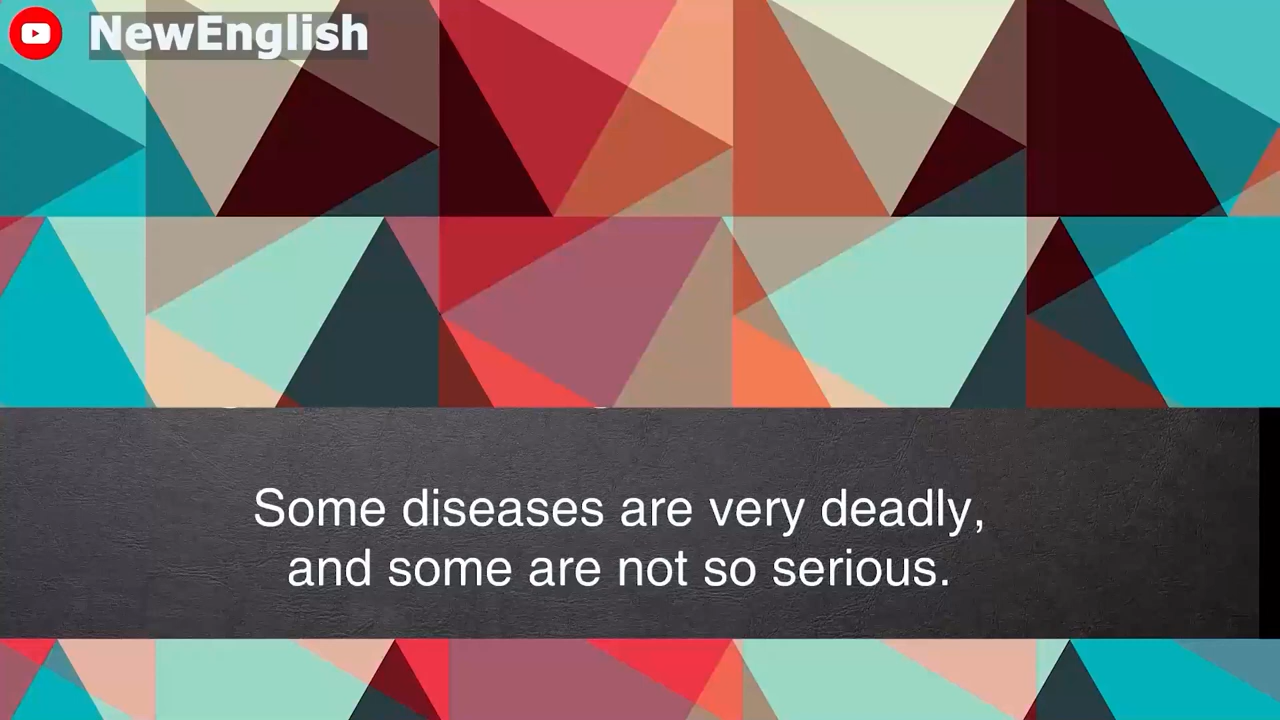 NewEnglish
Some diseases are very deadly,
and some are not so serious.